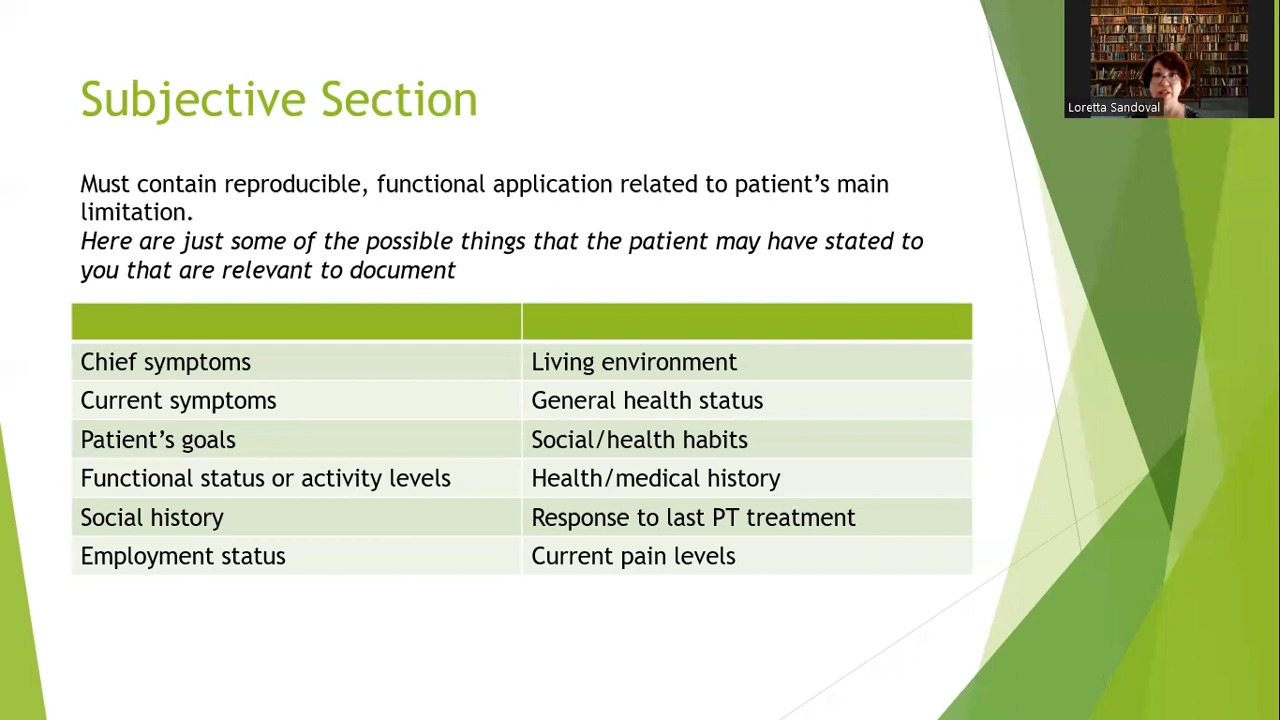 Subjective Section
Loretta Sandoval
Must contain reproducible, functional application related to patient’s main
limitation.
Here are just some of the possible things that the patient may have stated to
you that are relevant to document
Chief symptoms
Living environment
Current symptoms
General health status
Patient’s goals
Social/health habits
Functional status or activity levels
Health/medical history
Social history
Response to last PT treatment
Employment status
Current pain levels